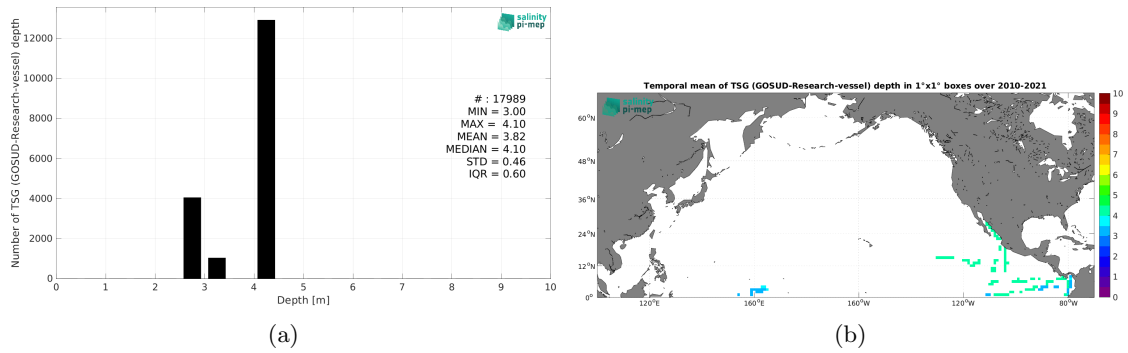 12000
10000
8000
6000
4000
2000
0
Number of TSG (GOSUD-Research-vessel) depth
salinity
pi-mep
# : 17989
MIN = 3.00
MAX = 4.10
MEAN = 3.82
MEDIAN = 4.10
STD = 0.46
IQR = 0.60
0 1 2 3 4 5 6 7 8 9 10
Depth [m]
(a)
Temporal mean of TSG (GOSUD-Research-vessel) depth in 1°x1° boxes over 2010-2021
salinity
pi-mep
60°N
48°N
36°N
24°N
12°N
0°
120°E 160°E 160°W 120°W 80°W
10
9
8
7
6
5
4
3
2
1
0
(b)